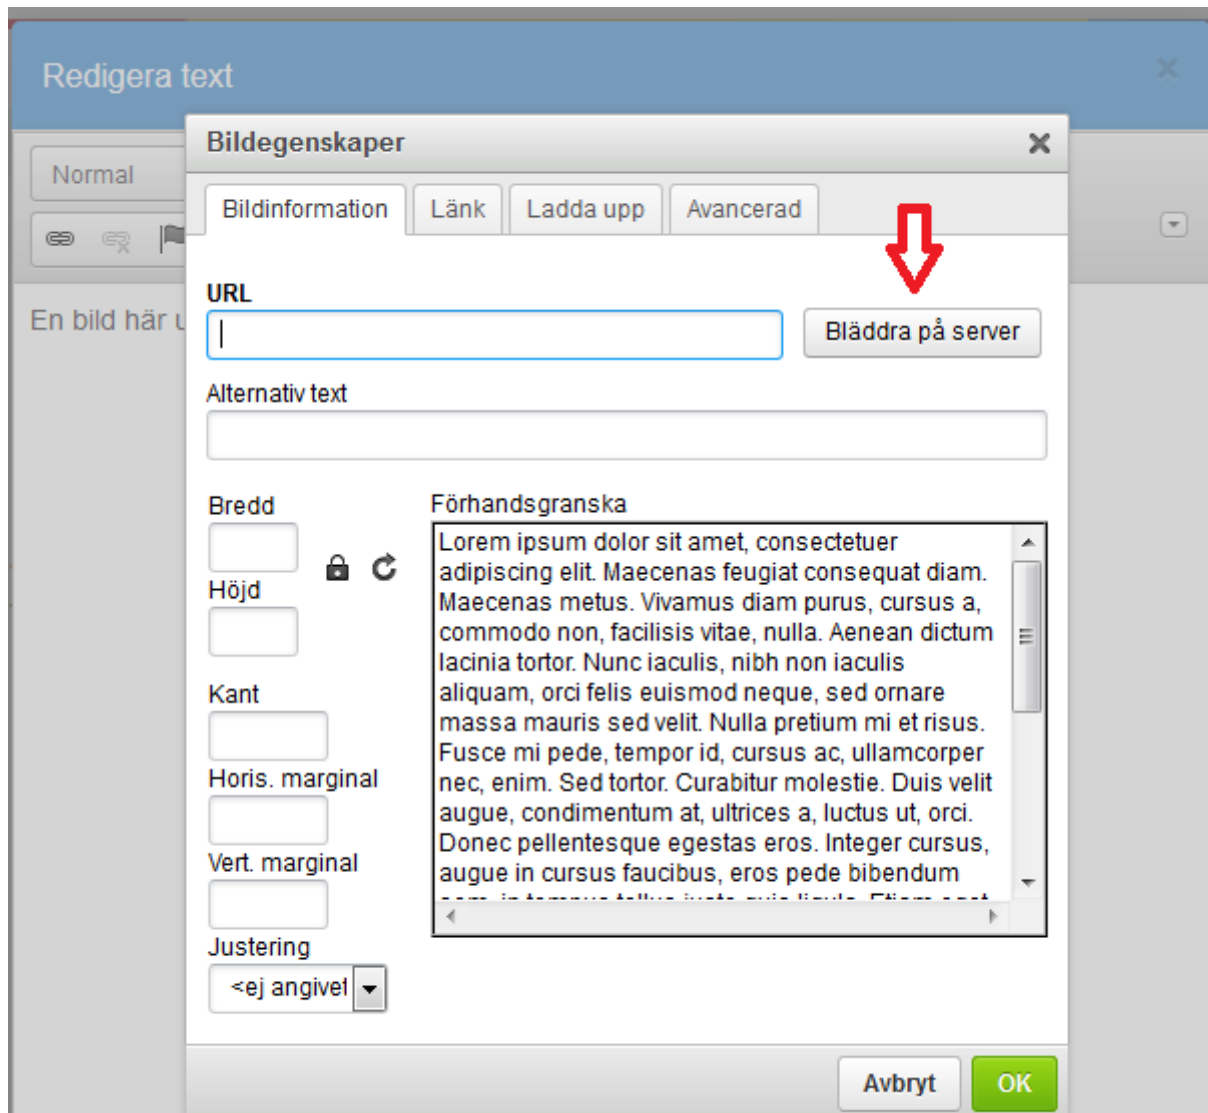 Redigera text
Bildegenskaper
Normal
Bildinformation
Länk
Ladda upp
Avancerad
En bild här
URL
Bläddra på server
Alternativ text
Bredd
Höjd
Kant
Horis. marginal
Vert. marginal
Justering
<ej angivet
Förhandsgranska
Lorem ipsum dolor sit amet, consectetuer
adipiscing elit. Maecenas feugiat consequat diam.
Maecenas metus. Vivamus diam purus, cursus a,
commodo non, facilisis vitae, nulla. Aenean dictum
lacinia tortor. Nunc iaculis, nibh non iaculis
aliquam, orci felis euismod neque, sed ornare
massa mauris sed velit. Nulla pretium mi et risus.
Fusce mi pede, tempor id, cursus ac, ullamcorper
nec, enim. Sed tortor. Curabitur molestie. Duis velit
augue, condimentum at, ultrices a, luctus ut, orci.
Donec pellentesque egestas eros. Integer cursus,
augue in cursus faucibus, eros pede bibendum
Avbryt
OK